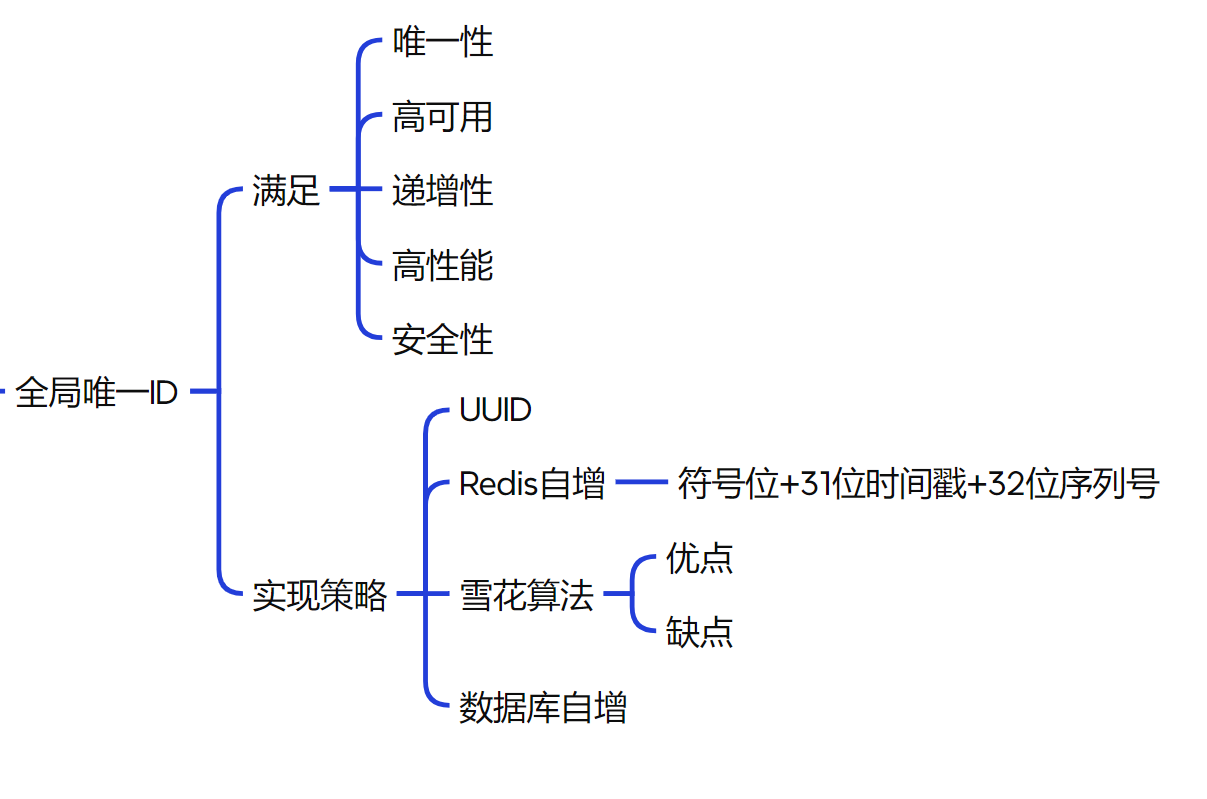 唯一性
高可用
满足
递增性
高性能
安全性
全局唯一ID
UUID
Redis自增
符号位+31位时间戳+32位序列号
优点
实现策略
雪花算法
缺点
数据库自增